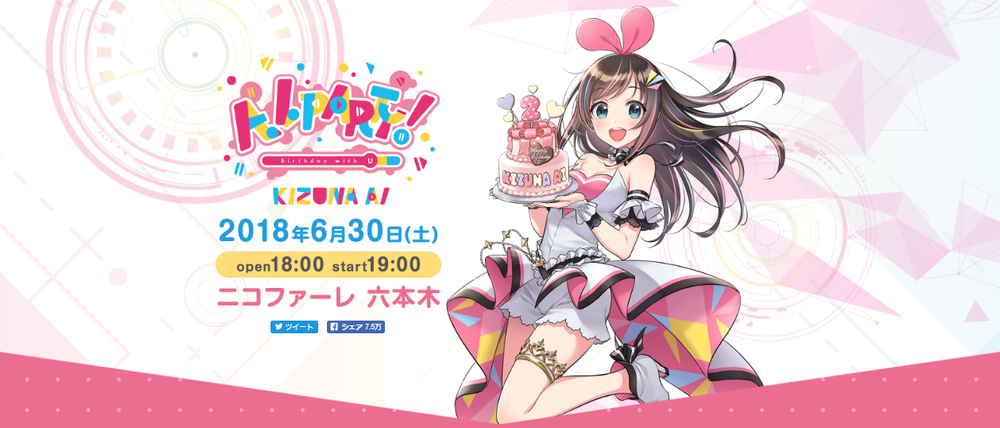 A.I.PARTY!
Birthday with U
KIZUNA AI
2018年6月30日(土)
open18:00 start19:00
ニコファーレ 六本木
ツイート
シェア 7.5万
2
KIZUNA AI